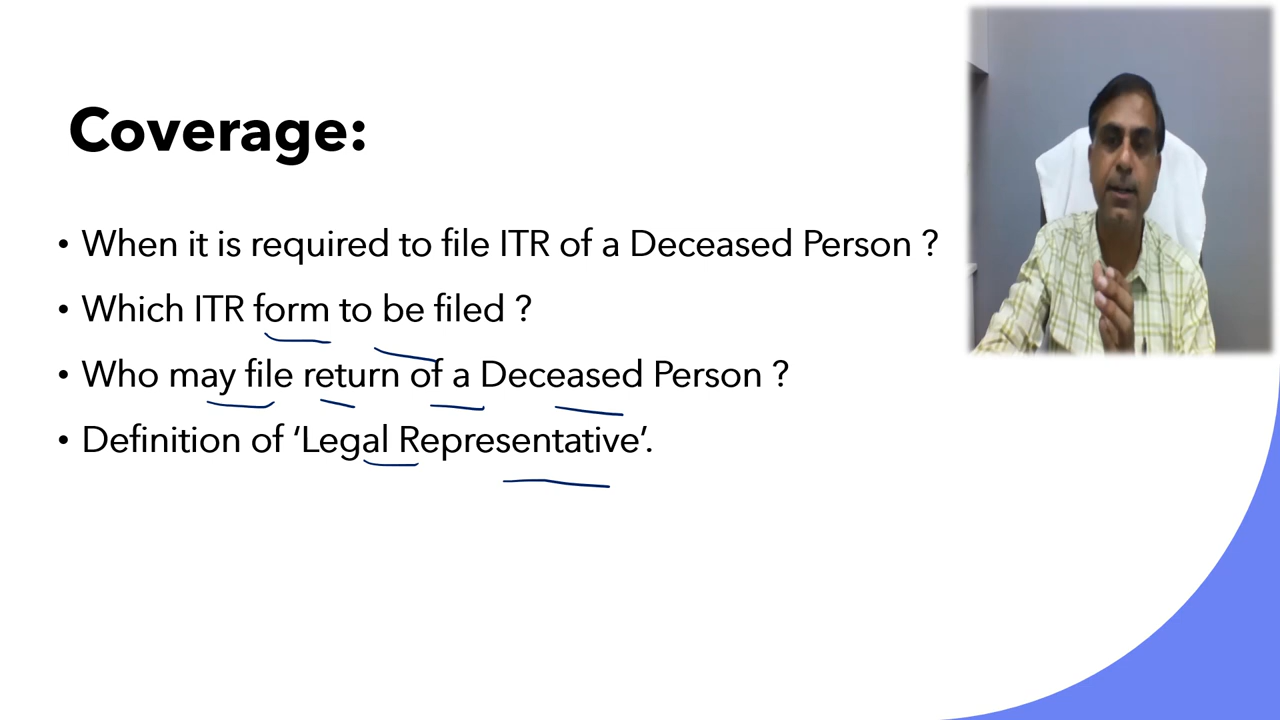 Coverage:
• When it is required to file ITR of a Deceased Person ?
• Which ITR form to be filed ?
• Who may file return of a Deceased Person ?
• Definition of ‘Legal Representative’.